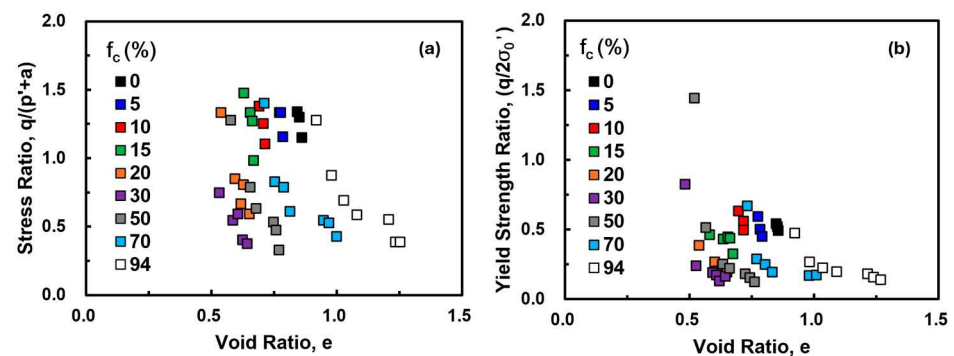 2.0
1.5
1.0
0.5
0.0
Stress Ratio, q/(p'+a)
f_c (%)
(a)
0
5
10
15
20
30
50
70
94
0.0 0.5 1.0 1.5
Void Ratio, e
2.0
1.5
1.0
0.5
0.0
Yield Strength Ratio, (q/2σ₀')
f_c (%)
(b)
0
5
10
15
20
30
50
70
94
0.0 0.5 1.0 1.5
Void Ratio, e